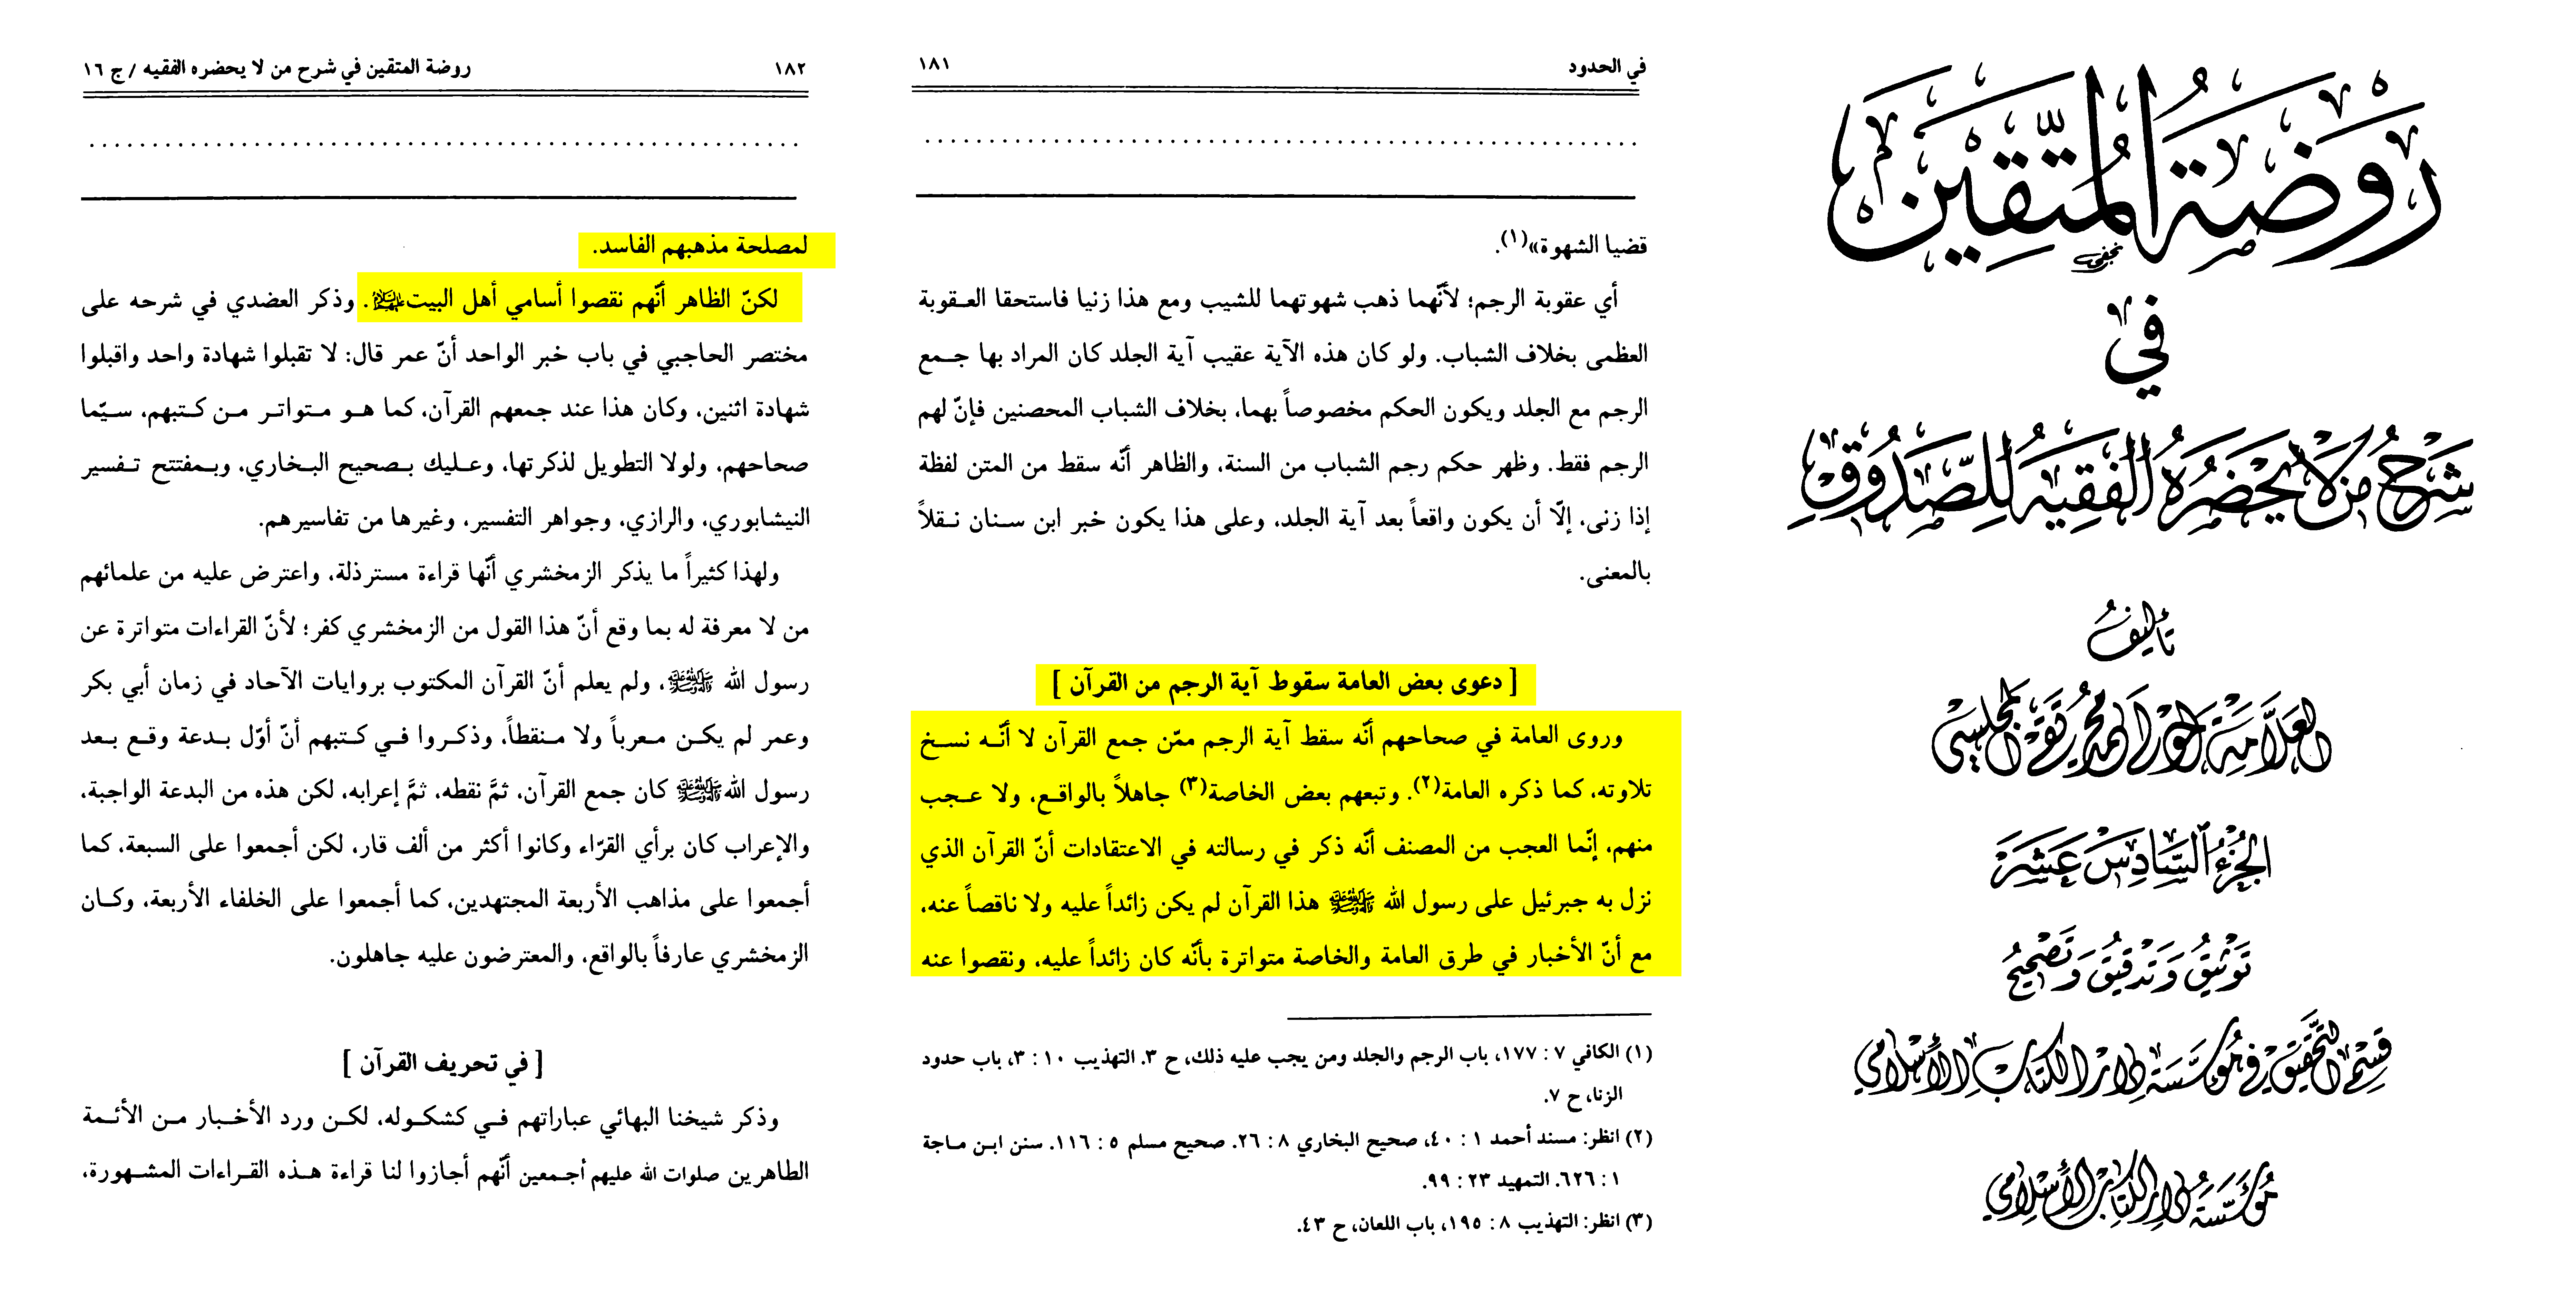 روضة المتقين
نجفي
في
شرح من لا يحضره الفقيه للصدوق
تأليف
العلامة المولى محمد تقي المجلسي
الجزء السادس عشر
توثيق وتدقيق وتصحيح
قسم التحقيق في مؤسسة دار الكتاب الإسلامي
مؤسسة دار الكتاب الإسلامي
في الحدود ١٨١
قضيا الشهوة»(١).
أي عقوبة الرجم؛ لأنّهما ذهب شهوتهما للشيب ومع هذا زنيا فاستحقا العقوبة
العظمى بخلاف الشباب. ولو كان هذه الآية عقيب آية الجلد كان المراد بها جمع
الرجم مع الجلد ويكون الحكم مخصوصاً بهما، بخلاف الشباب المحصنين فإنّ لهم
الرجم فقط. وظهر حكم رجم الشباب من السنة، والظاهر أنّه سقط من المتن لفظة
إذا زنى، إلّا أن يكون واقعاً بعد آية الجلد، وعلى هذا يكون خبر ابن سنان نقلاً
بالمعنى.
[ دعوى بعض العامة سقوط آية الرجم من القرآن ]
وروى العامة في صحاحهم أنّه سقط آية الرجم ممّن جمع القرآن لا أنّه نسخ
تلاوته، كما ذكره العامة(٢). وتبعهم بعض الخاصة(٣) جاهلاً بالواقع، ولا عجب
منهم، إنّما العجب من المصنف أنّه ذكر في رسالته في الاعتقادات أنّ القرآن الذي
نزل به جبرئيل على رسول الله ﷺ هذا القرآن لم يكن زائداً عليه ولا ناقصاً عنه،
مع أنّ الأخبار في طرق العامة والخاصة متواترة بأنّه كان زائداً عليه، ونقصوا عنه
(١) الكافي ٧ : ١٧٧، باب الرجم والجلد ومن يجب عليه ذلك، ح ٣. التهذيب ١٠ : ٣، باب حدود
الزنا، ح ٧.
(٢) انظر: مسند أحمد ١ : ٤٠، صحيح البخاري ٨ : ٢٦. صحيح مسلم ٥ : ١١٦. سنن ابن ماجة
١ : ٦٢٦. التمهيد ٢٣ : ٩٩.
(٣) انظر: التهذيب ٨ : ١٩٥، باب اللعان، ح ٤٣.
١٨٢ روضة المتقين في شرح من لا يحضره الفقيه / ج ١٦
لمصلحة مذهبهم الفاسد.
لكنّ الظاهر أنّهم نقصوا أسامي أهل البيت عليهم السلام. وذكر العضدي في شرحه على
مختصر الحاجبي في باب خبر الواحد أنّ عمر قال: لا تقبلوا شهادة واحد واقبلوا
شهادة اثنين، وكان هذا عند جمعهم القرآن، كما هو متواتر من كتبهم، سيّما
صحاحهم، ولولا التطويل لذكرتها، وعليك بصحيح البخاري، وبمفتتح تفسير
النيشابوري، والرازي، وجواهر التفسير، وغيرها من تفاسيرهم.
ولهذا كثيراً ما يذكر الزمخشري أنّها قراءة مسترذلة، واعترض عليه من علمائهم
من لا معرفة له بما وقع أنّ هذا القول من الزمخشري كفر؛ لأنّ القراءات متواترة عن
رسول الله ﷺ، ولم يعلم أنّ القرآن المكتوب بروايات الآحاد في زمان أبي بكر
وعمر لم يكن معرباً ولا منقطاً، وذكروا في كتبهم أنّ أوّل بدعة وقع بعد
رسول الله ﷺ كان جمع القرآن، ثمَّ نقطه، ثمَّ إعرابه، لكن هذه من البدعة الواجبة،
والإعراب كان برأي القرّاء وكانوا أكثر من ألف قار، لكن أجمعوا على السبعة، كما
أجمعوا على مذاهب الأربعة المجتهدين، كما أجمعوا على الخلفاء الأربعة، وكان
الزمخشري عارفاً بالواقع، والمعترضون عليه جاهلون.
[ في تحريف القرآن ]
وذكر شيخنا البهائي عباراتهم في كشكوله، لكن ورد الأخبار من الأئمة
الطاهرين صلوات الله عليهم أجمعين أنّهم أجازوا لنا قراءة هذه القراءات المشهورة،